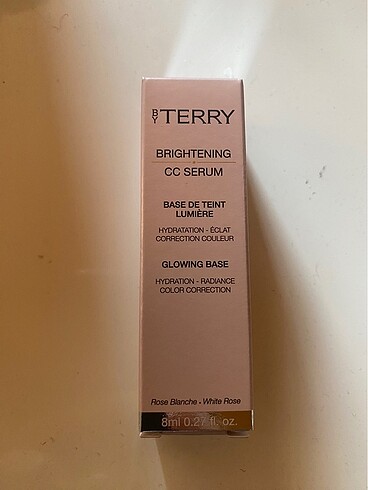 BY TERRY
BRIGHTENING
CC SERUM
BASE DE TEINT
LUMIÈRE
HYDRATATION - ÉCLAT
CORRECTION COULEUR
GLOWING BASE
HYDRATION - RADIANCE
COLOR CORRECTION
Rose Blanche • White Rose
8ml 0.27 fl. oz.